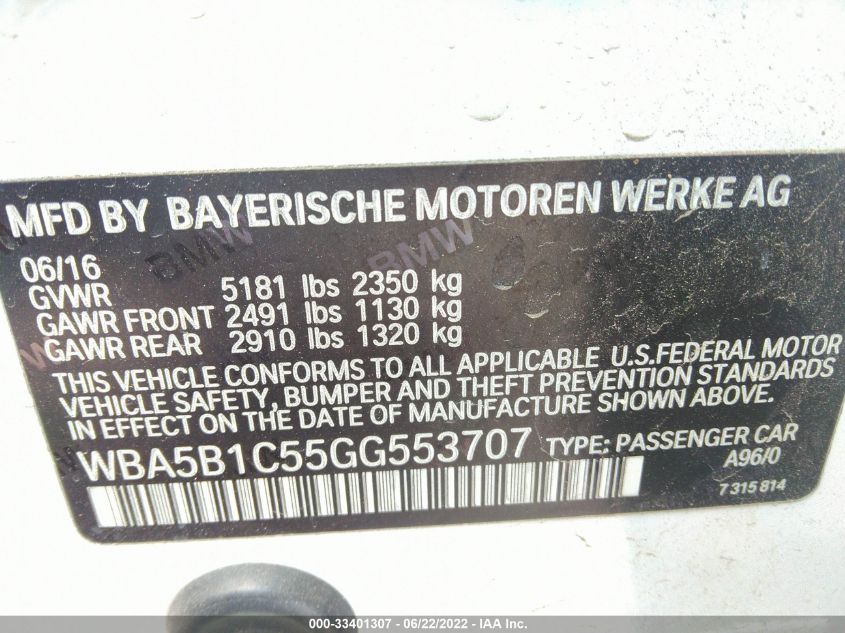 MFD BY BAYERISCHE MOTOREN WERKE AG
BMW BMW
06/16
GVWR 5181 lbs 2350 kg
GAWR FRONT 2491 lbs 1130 kg
GAWR REAR 2910 lbs 1320 kg
THIS VEHICLE CONFORMS TO ALL APPLICABLE U.S.FEDERAL MOTOR
VEHICLE SAFETY, BUMPER AND THEFT PREVENTION STANDARDS
IN EFFECT ON THE DATE OF MANUFACTURE SHOWN ABOVE.
WBA5B1C55GG553707 TYPE: PASSENGER CAR
A96/0
7315814
000-33401307 - 06/22/2022 - IAA Inc.